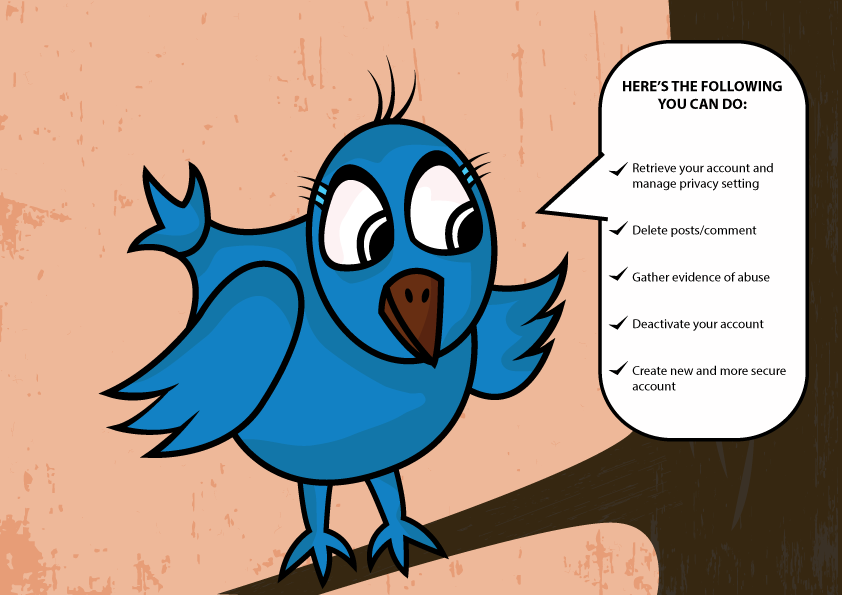 HERE'S THE FOLLOWING
YOU CAN DO:
Retrieve your account and
manage privacy setting
Delete posts/comment
Gather evidence of abuse
Deactivate your account
Create new and more secure
account